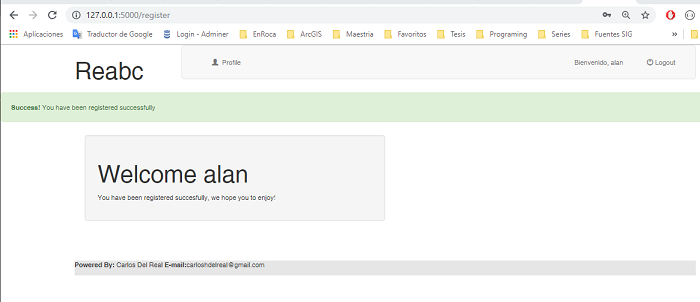 127.0.0.1:5000/register
Aplicaciones Traductor de Google Login - Adminer EnRoca ArcGIS Maestria Favoritos Tesis Programing Series Fuentes SIG »
Reabc
Profile Bienvenido, alan Logout
Success! You have been registered successfully
Welcome alan
You have been registered succesfully, we hope you to enjoy!
Powered By: Carlos Del Real E-mail:carloshdelreal@gmail.com